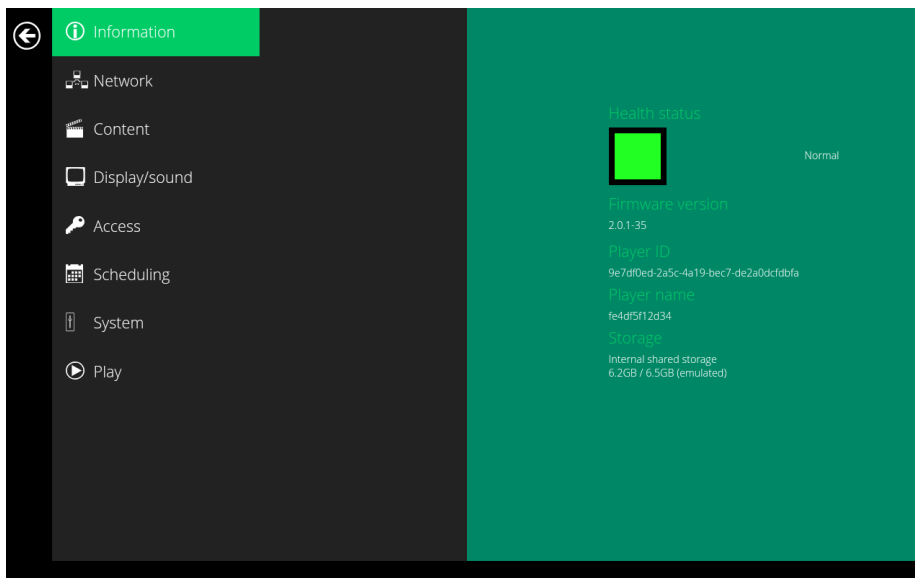 Information
Network
Content
Display/sound
Access
Scheduling
System
Play
Health status
Normal
Firmware version
2.0.1-35
Player ID
9e7df0ed-2a5c-4a19-bec7-de2a0dcfdbfa
Player name
fe4df5f12d34
Storage
Internal shared storage
6.2GB / 6.5GB (emulated)